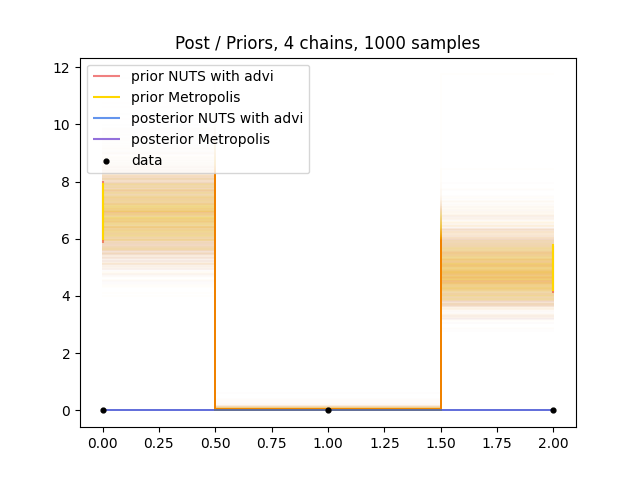 Post / Priors, 4 chains, 1000 samples
12
10
8
6
4
2
0
prior NUTS with advi
prior Metropolis
posterior NUTS with advi
posterior Metropolis
data
0.00 0.25 0.50 0.75 1.00 1.25 1.50 1.75 2.00